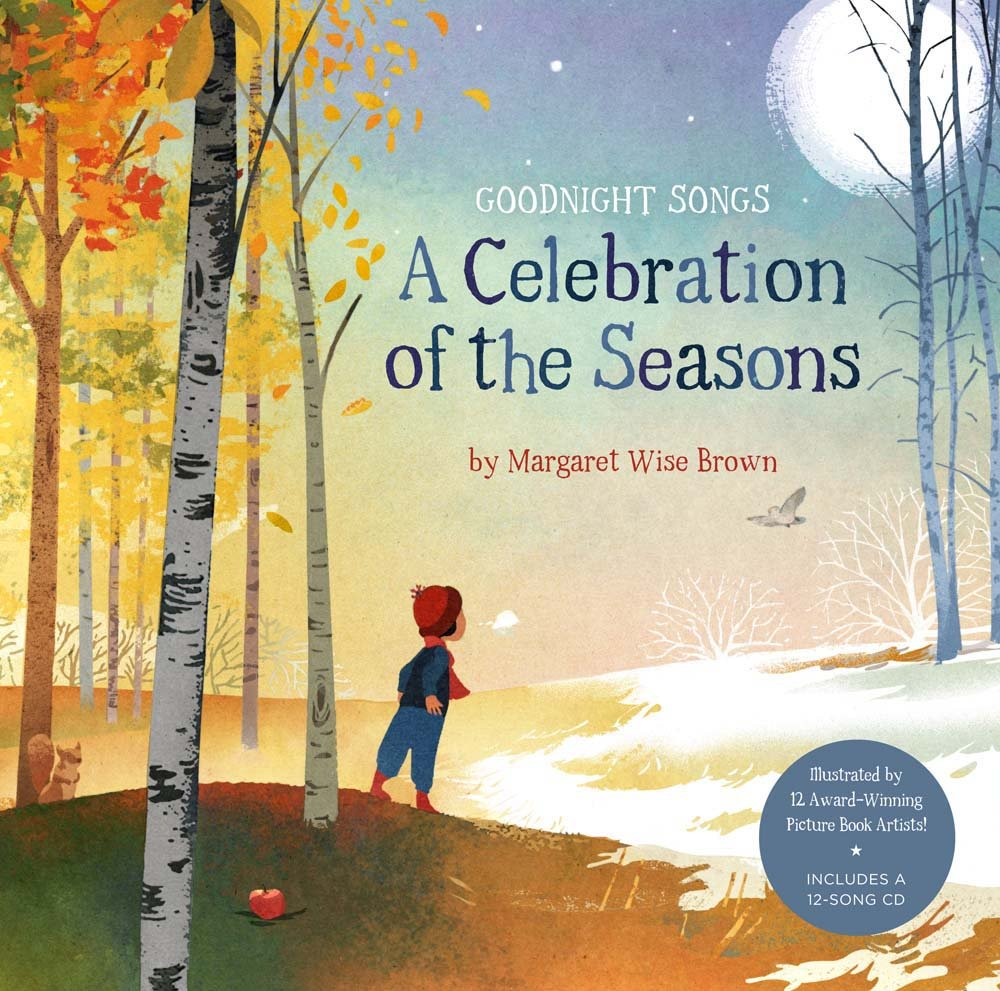 GOODNIGHT SONGS
A Celebration
of the Seasons
by Margaret Wise Brown
Illustrated by
12 Award-Winning
Picture Book Artists!
INCLUDES A
12-SONG CD